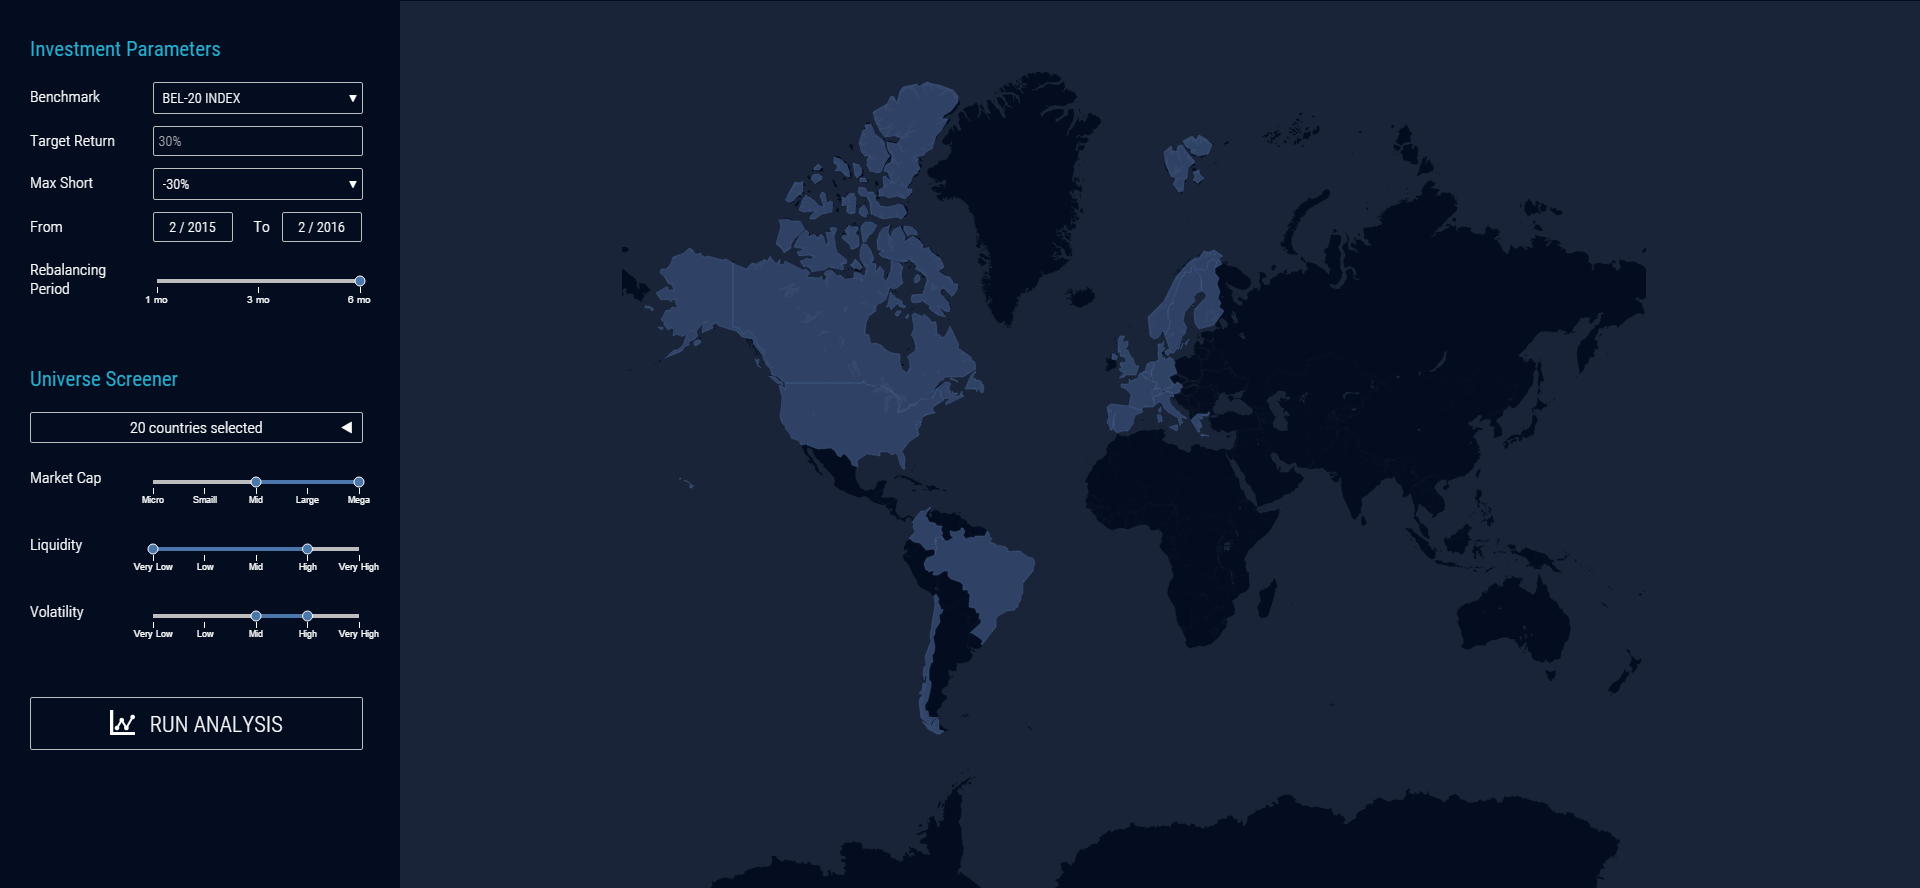 Investment Parameters
Benchmark
BEL-20 INDEX
Target Return
30%
Max Short
-30%
From
2 / 2015
To
2 / 2016
Rebalancing
Period
1 mo
3 mo
6 mo
Universe Screener
20 countries selected
Market Cap
Micro
Smaill
Mid
Large
Mega
Liquidity
Very Low
Low
Mid
High
Very High
Volatility
Very Low
Low
Mid
High
Very High
RUN ANALYSIS